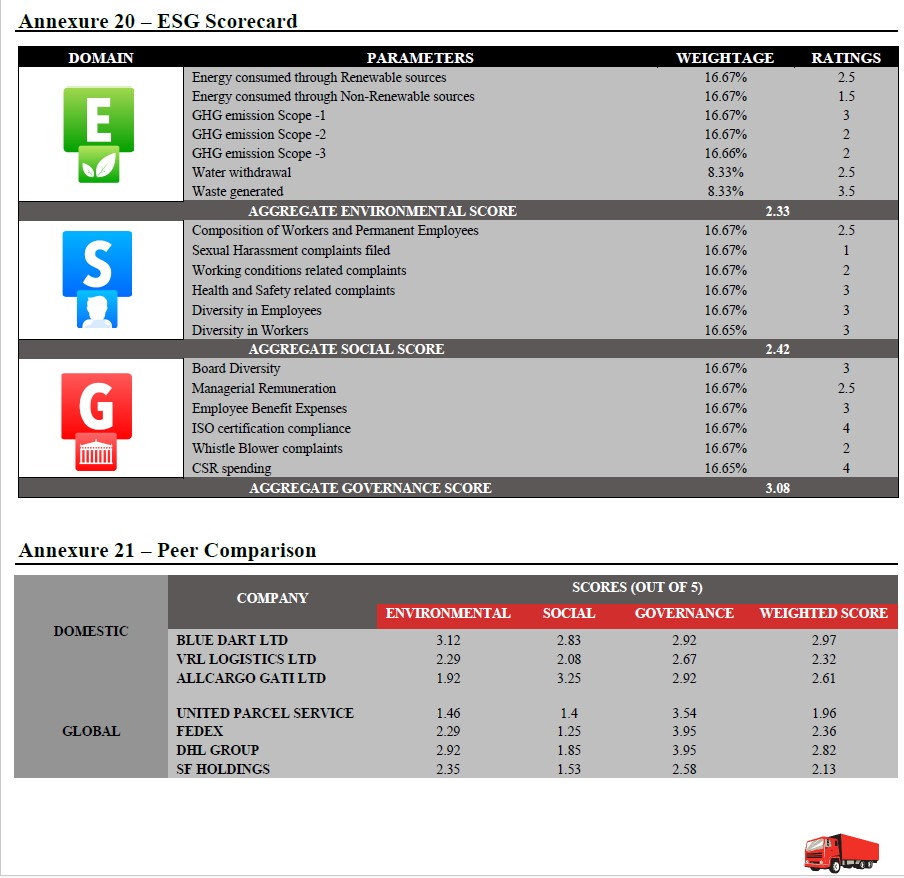 Annexure 20 – ESG Scorecard
DOMAIN PARAMETERS WEIGHTAGE RATINGS
E
Energy consumed through Renewable sources 16.67% 2.5
Energy consumed through Non-Renewable sources 16.67% 1.5
GHG emission Scope -1 16.67% 3
GHG emission Scope -2 16.67% 2
GHG emission Scope -3 16.66% 2
Water withdrawal 8.33% 2.5
Waste generated 8.33% 3.5
AGGREGATE ENVIRONMENTAL SCORE 2.33
S
Composition of Workers and Permanent Employees 16.67% 2.5
Sexual Harassment complaints filed 16.67% 1
Working conditions related complaints 16.67% 2
Health and Safety related complaints 16.67% 3
Diversity in Employees 16.67% 3
Diversity in Workers 16.65% 3
AGGREGATE SOCIAL SCORE 2.42
G
Board Diversity 16.67% 3
Managerial Remuneration 16.67% 2.5
Employee Benefit Expenses 16.67% 3
ISO certification compliance 16.67% 4
Whistle Blower complaints 16.67% 2
CSR spending 16.65% 4
AGGREGATE GOVERNANCE SCORE 3.08
Annexure 21 – Peer Comparison
COMPANY SCORES (OUT OF 5)
ENVIRONMENTAL SOCIAL GOVERNANCE WEIGHTED SCORE
DOMESTIC
BLUE DART LTD 3.12 2.83 2.92 2.97
VRL LOGISTICS LTD 2.29 2.08 2.67 2.32
ALLCARGO GATI LTD 1.92 3.25 2.92 2.61
GLOBAL
UNITED PARCEL SERVICE 1.46 1.4 3.54 1.96
FEDEX 2.29 1.25 3.95 2.36
DHL GROUP 2.92 1.85 3.95 2.82
SF HOLDINGS 2.35 1.53 2.58 2.13